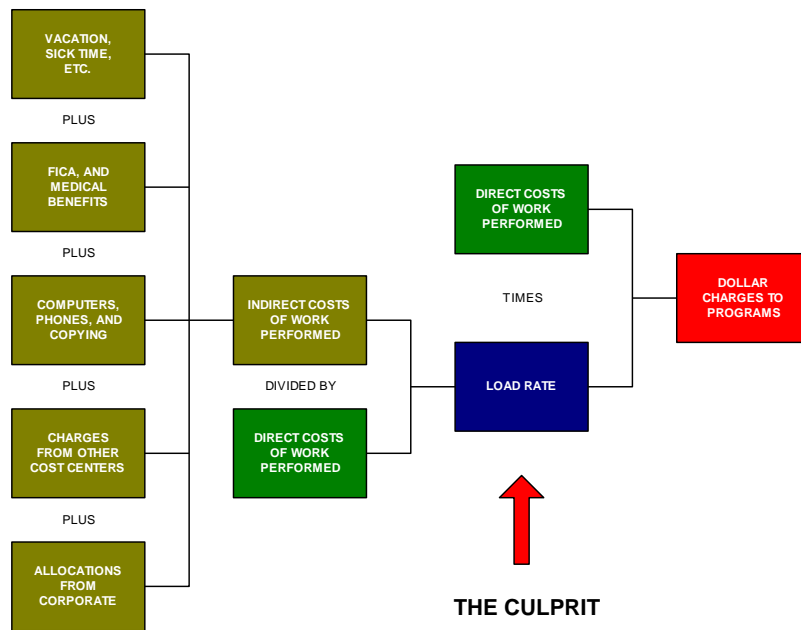 VACATION,
SICK TIME,
ETC.
PLUS
FICA, AND
MEDICAL
BENEFITS
PLUS
COMPUTERS,
PHONES, AND
COPYING
PLUS
CHARGES
FROM OTHER
COST CENTERS
PLUS
ALLOCATIONS
FROM
CORPORATE
INDIRECT COSTS
OF WORK
PERFORMED
DIVIDED BY
DIRECT COSTS
OF WORK
PERFORMED
DIRECT COSTS
OF WORK
PERFORMED
TIMES
LOAD RATE
THE CULPRIT
DOLLAR
CHARGES TO
PROGRAMS